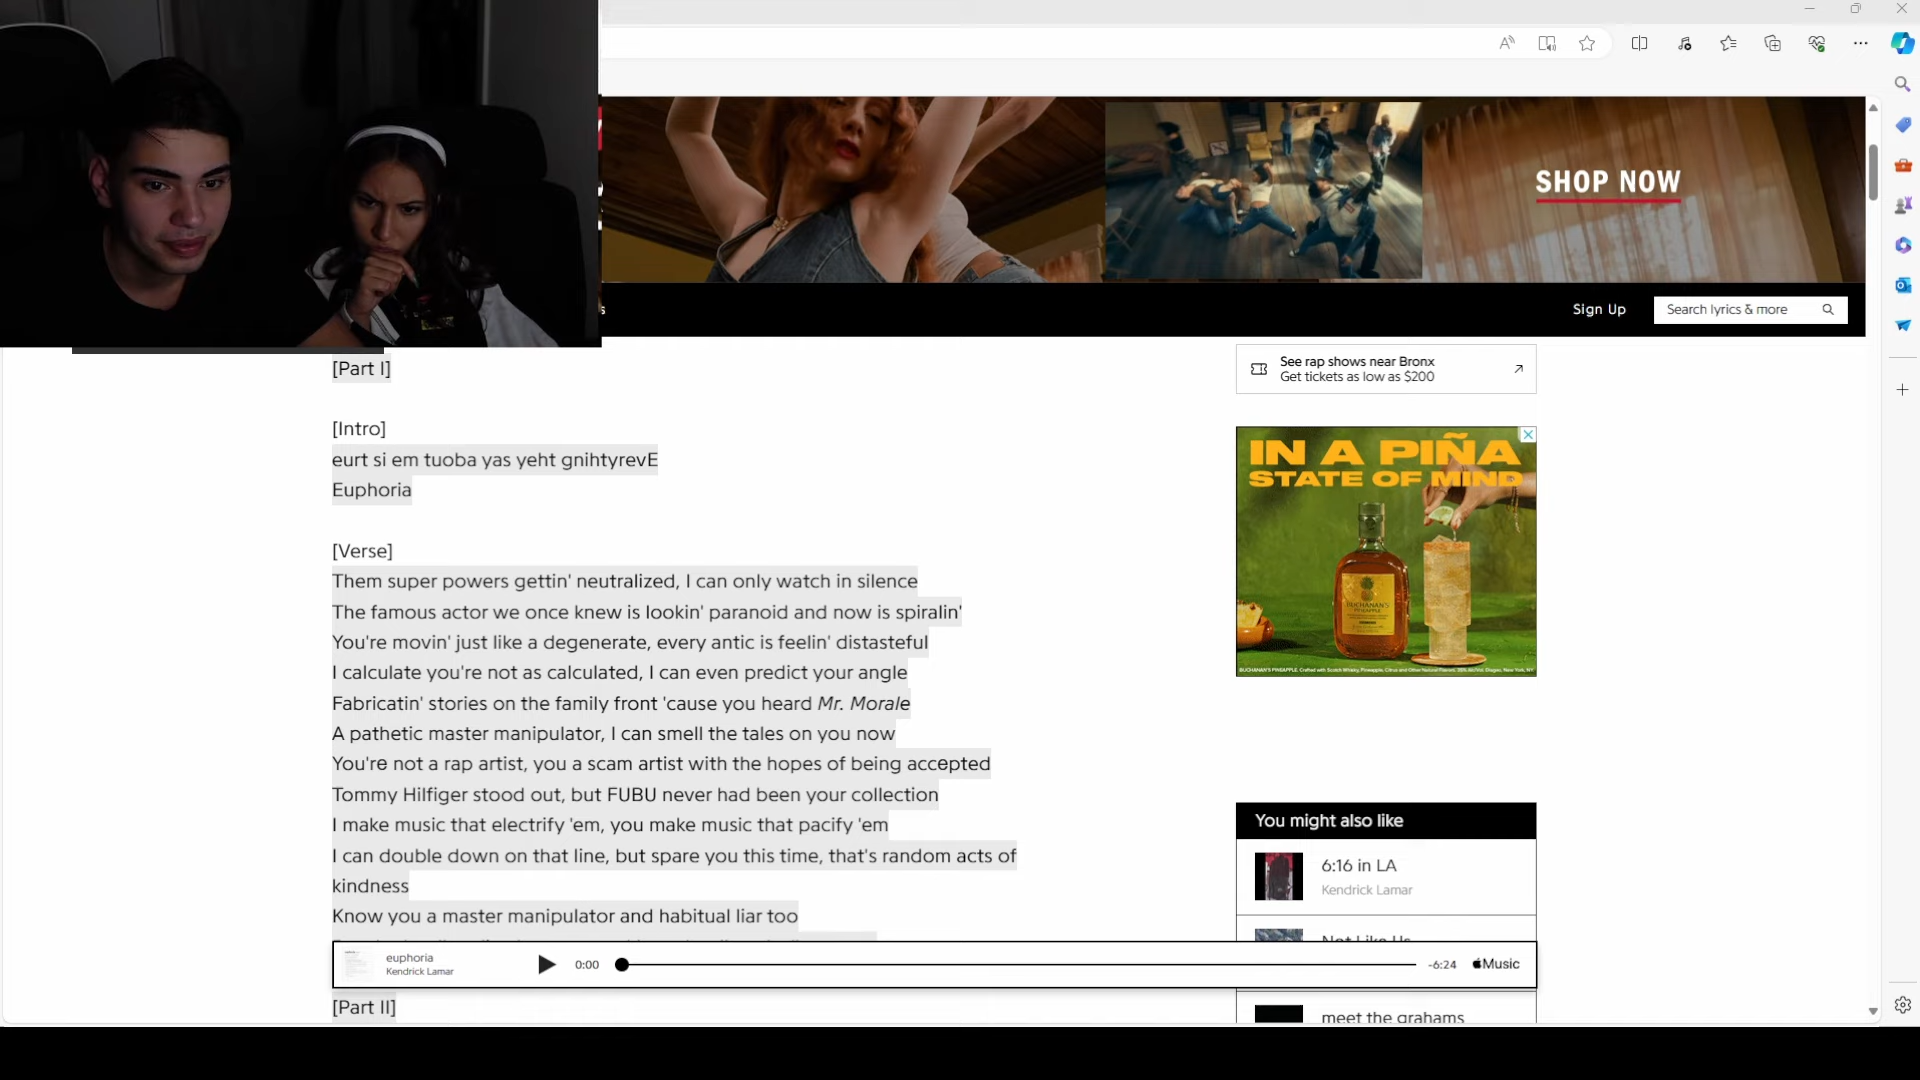 SHOP NOW
Sign Up
Search lyrics & more
[Part I]
See rap shows near Bronx
Get tickets as low as $200
[Intro]
eurt si em tuoba yas yeht gnihtyrevE
Euphoria
IN A PIÑA
STATE OF MIND
BUCHANAN'S
PINEAPPLE
[Verse]
Them super powers gettin' neutralized, I can only watch in silence
The famous actor we once knew is lookin' paranoid and now is spiralin'
You're movin' just like a degenerate, every antic is feelin' distasteful
I calculate you're not as calculated, I can even predict your angle
Fabricatin' stories on the family front 'cause you heard Mr. Morale
A pathetic master manipulator, I can smell the tales on you now
You're not a rap artist, you a scam artist with the hopes of being accepted
Tommy Hilfiger stood out, but FUBU never had been your collection
I make music that electrify 'em, you make music that pacify 'em
I can double down on that line, but spare you this time, that's random acts of
kindness
Know you a master manipulator and habitual liar too
You might also like
6:16 in LA
Kendrick Lamar
Not Like Us
euphoria
Kendrick Lamar
0:00
-6:24
Music
[Part II]
meet the grahams